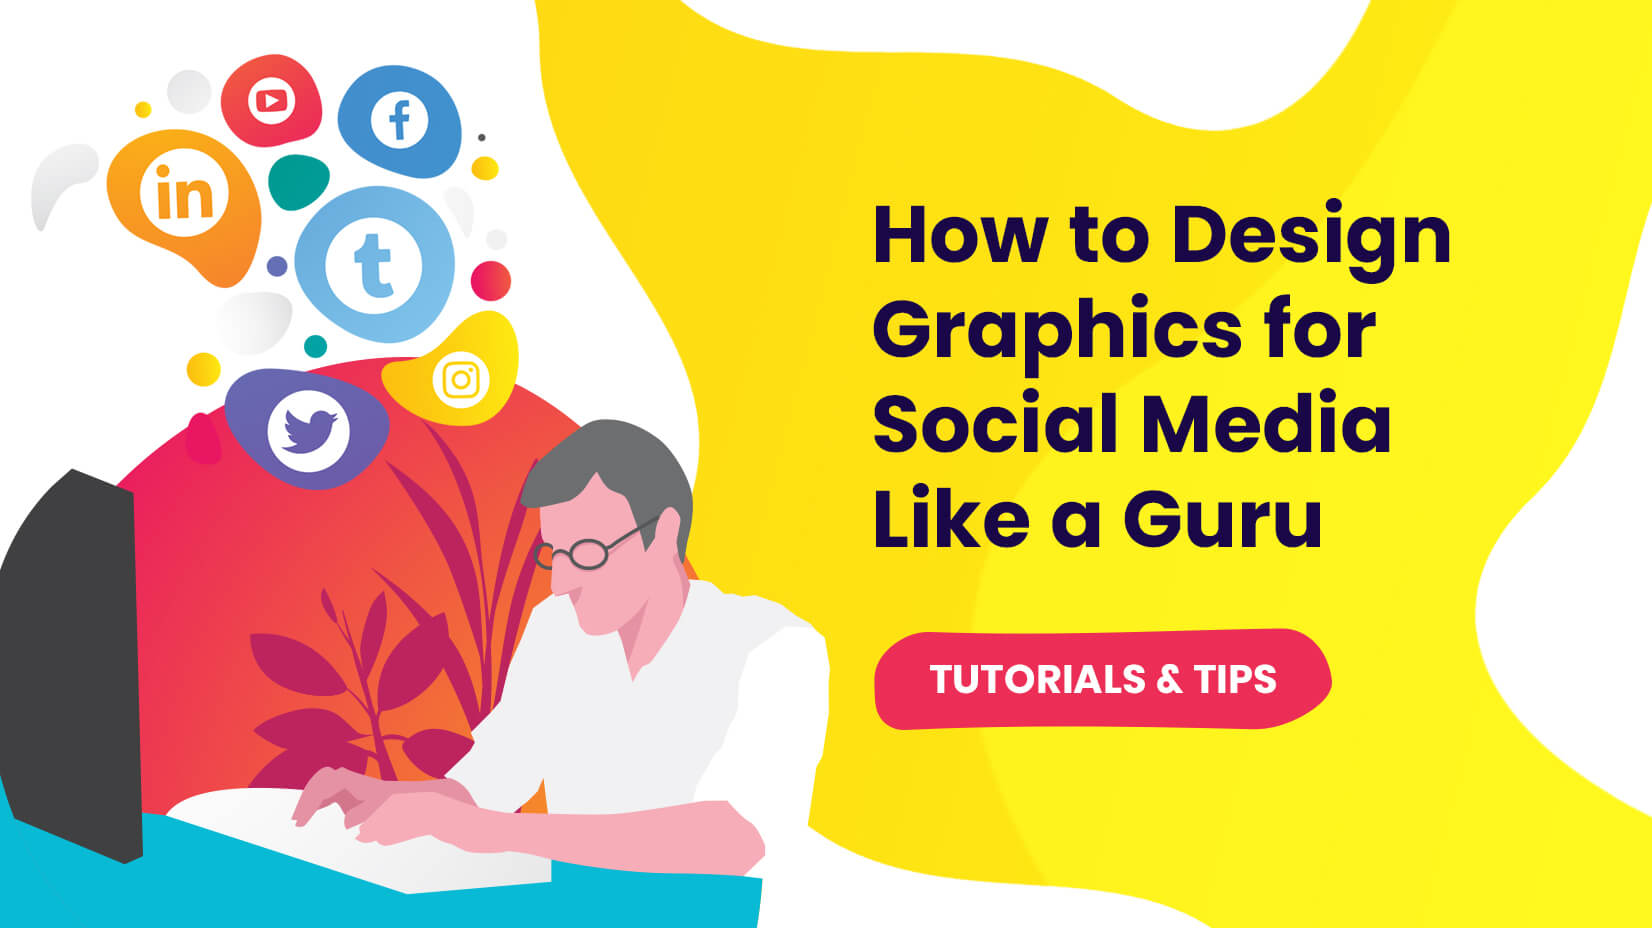 in
f
t
How to Design
Graphics for
Social Media
Like a Guru
TUTORIALS & TIPS